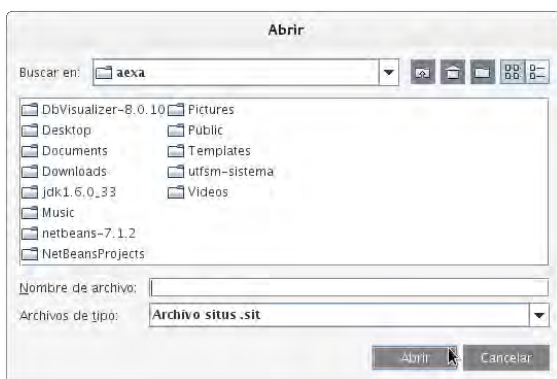 Abrir
Buscar en: aexa
DbVisualizer-8.0.10 Pictures
Desktop Public
Documents Templates
Downloads utfsm-sistema
jdk1.6.0_33 Videos
Music
netbeans-7.1.2
NetBeansProjects
Nombre de archivo:
Archivos de tipo: Archivo situs .sit
Abrir Cancelar